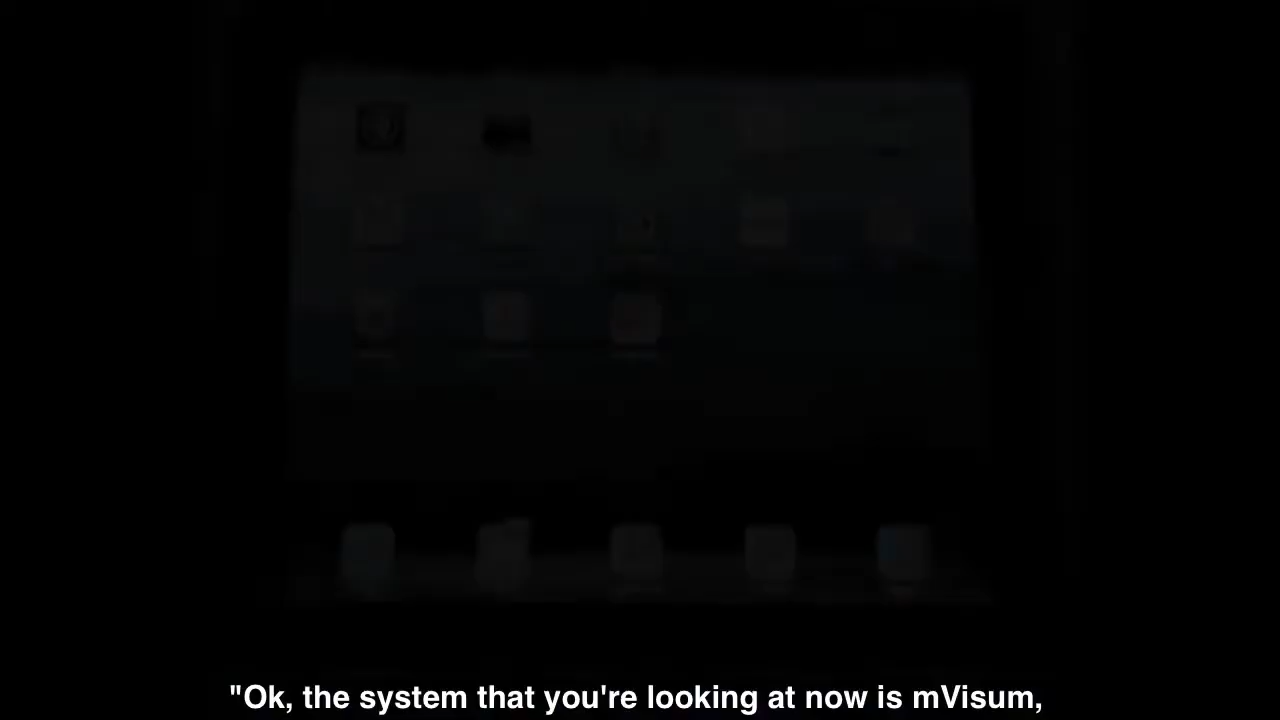 "Ok, the system that you're looking at now is mVisum,